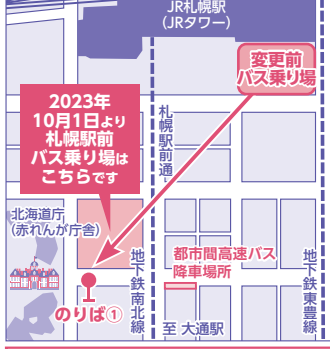 JR札幌駅
(JRタワー)
変更前
バス乗り場
2023年
10月1日より
札幌駅前
バス乗り場は
こちらです
札幌駅前通り
北海道庁
(赤れんが庁舎)
都市間高速バス
降車場所
地下鉄南北線
地下鉄東豊線
のりば①
至 大通駅